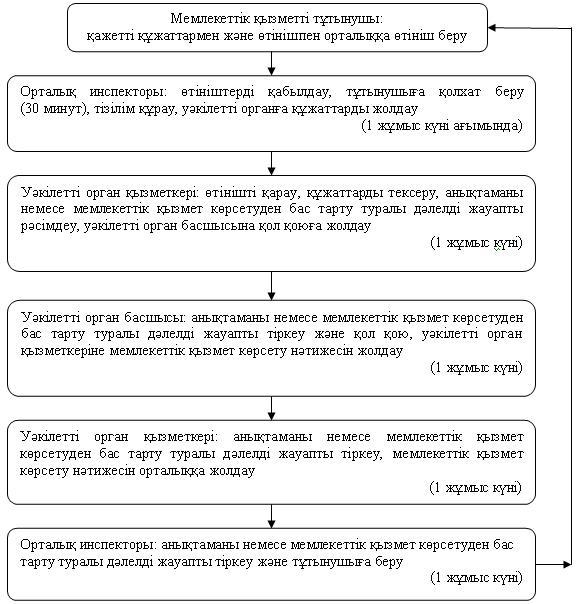 Мемлекеттік қызметті тұтынушы:
қажетті құжаттармен және өтінішпен орталыққа өтініш беру
Орталық инспекторы: өтініштерді қабылдау, тұтынушыға қолхат беру
(30 минут), тізілім құрау, уәкілетті органға құжаттарды жолдау
(1 жұмыс күні ағымында)
Уәкілетті орган қызметкері: өтінішті қарау, құжаттарды тексеру, анықтаманы
немесе мемлекеттік қызмет көрсетуден бас тарту туралы дәлелді жауапты
рәсімдеу, уәкілетті орган басшысына қол қоюға жолдау
(1 жұмыс күні)
Уәкілетті орган басшысы: анықтаманы немесе мемлекеттік қызмет көрсетуден
бас тарту туралы дәлелді жауапты тіркеу және қол қою, уәкілетті орган
қызметкеріне мемлекеттік қызмет көрсету нәтижесін жолдау
(1 жұмыс күні)
Уәкілетті орган қызметкері: анықтаманы немесе мемлекеттік қызмет
көрсетуден бас тарту туралы дәлелді жауапты тіркеу, мемлекеттік қызмет
көрсету нәтижесін орталыққа жолдау
(1 жұмыс күні)
Орталық инспекторы: анықтаманы немесе мемлекеттік қызмет көрсетуден бас
тарту туралы дәлелді жауапты тіркеу және тұтынушыға беру
(1 жұмыс күні)